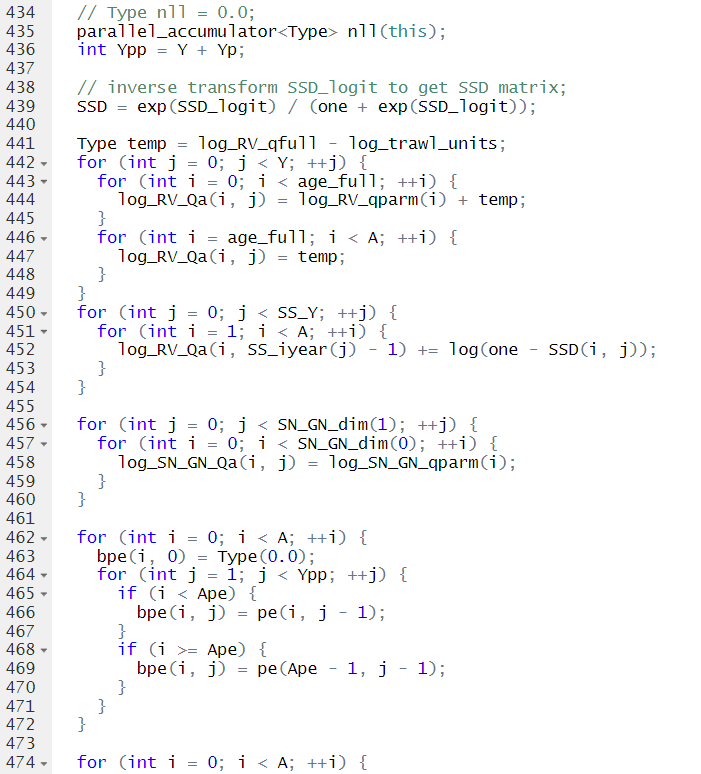 434 // Type nll = 0.0;
435 parallel_accumulator<Type> nll(this);
436 int Ypp = Y + Yp;
437
438 // inverse transform SSD_logit to get SSD matrix;
439 SSD = exp(SSD_logit) / (one + exp(SSD_logit));
440
441 Type temp = log_RV_qfull - log_trawl_units;
442 for (int j = 0; j < Y; ++j) {
443 for (int i = 0; i < age_full; ++i) {
444 log_RV_Qa(i, j) = log_RV_qparm(i) + temp;
445 }
446 for (int i = age_full; i < A; ++i) {
447 log_RV_Qa(i, j) = temp;
448 }
449 }
450 for (int j = 0; j < SS_Y; ++j) {
451 for (int i = 1; i < A; ++i) {
452 log_RV_Qa(i, SS_iyear(j) - 1) += log(one - SSD(i, j));
453 }
454 }
455
456 for (int j = 0; j < SN_GN_dim(1); ++j) {
457 for (int i = 0; i < SN_GN_dim(0); ++i) {
458 log_SN_GN_Qa(i, j) = log_SN_GN_qparm(i);
459 }
460 }
461
462 for (int i = 0; i < A; ++i) {
463 bpe(i, 0) = Type(0.0);
464 for (int j = 1; j < Ypp; ++j) {
465 if (i < Ape) {
466 bpe(i, j) = pe(i, j - 1);
467 }
468 if (i >= Ape) {
469 bpe(i, j) = pe(Ape - 1, j - 1);
470 }
471 }
472 }
473
474 for (int i = 0; i < A; ++i) {